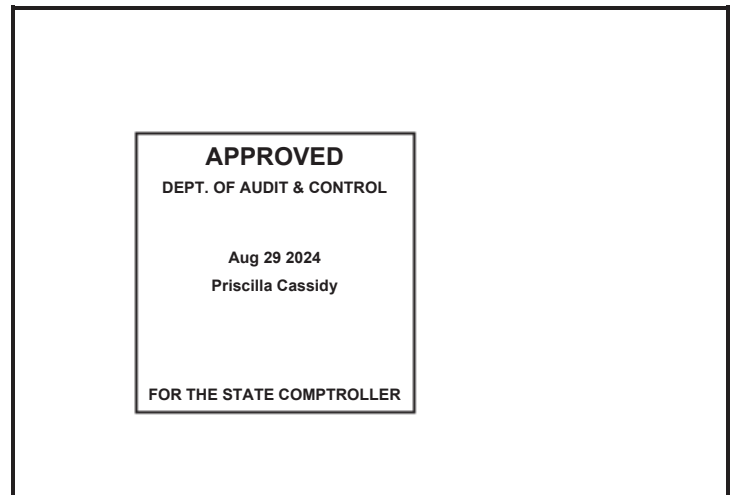 APPROVED
DEPT. OF AUDIT & CONTROL
Aug 29 2024
Priscilla Cassidy
FOR THE STATE COMPTROLLER